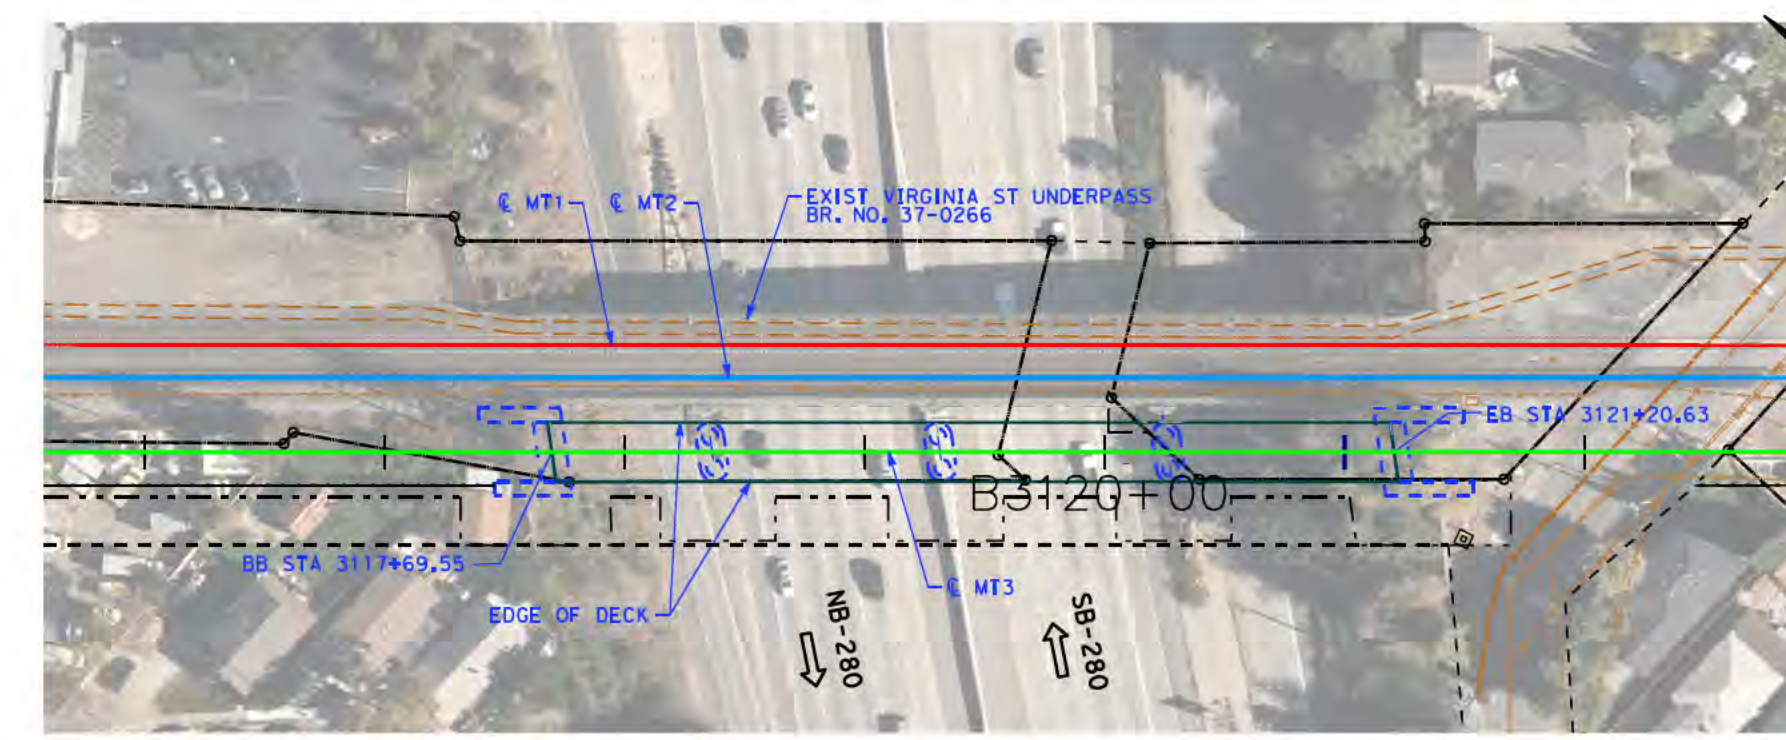 EXIST VIRGINIA ST UNDERPASS
BR. NO. 37-0266
℄ MT1
℄ MT2
EB STA 3121+20.63
B3120+00
BB STA 3117+69.55
℄ MT3
EDGE OF DECK
NB-280
SB-280